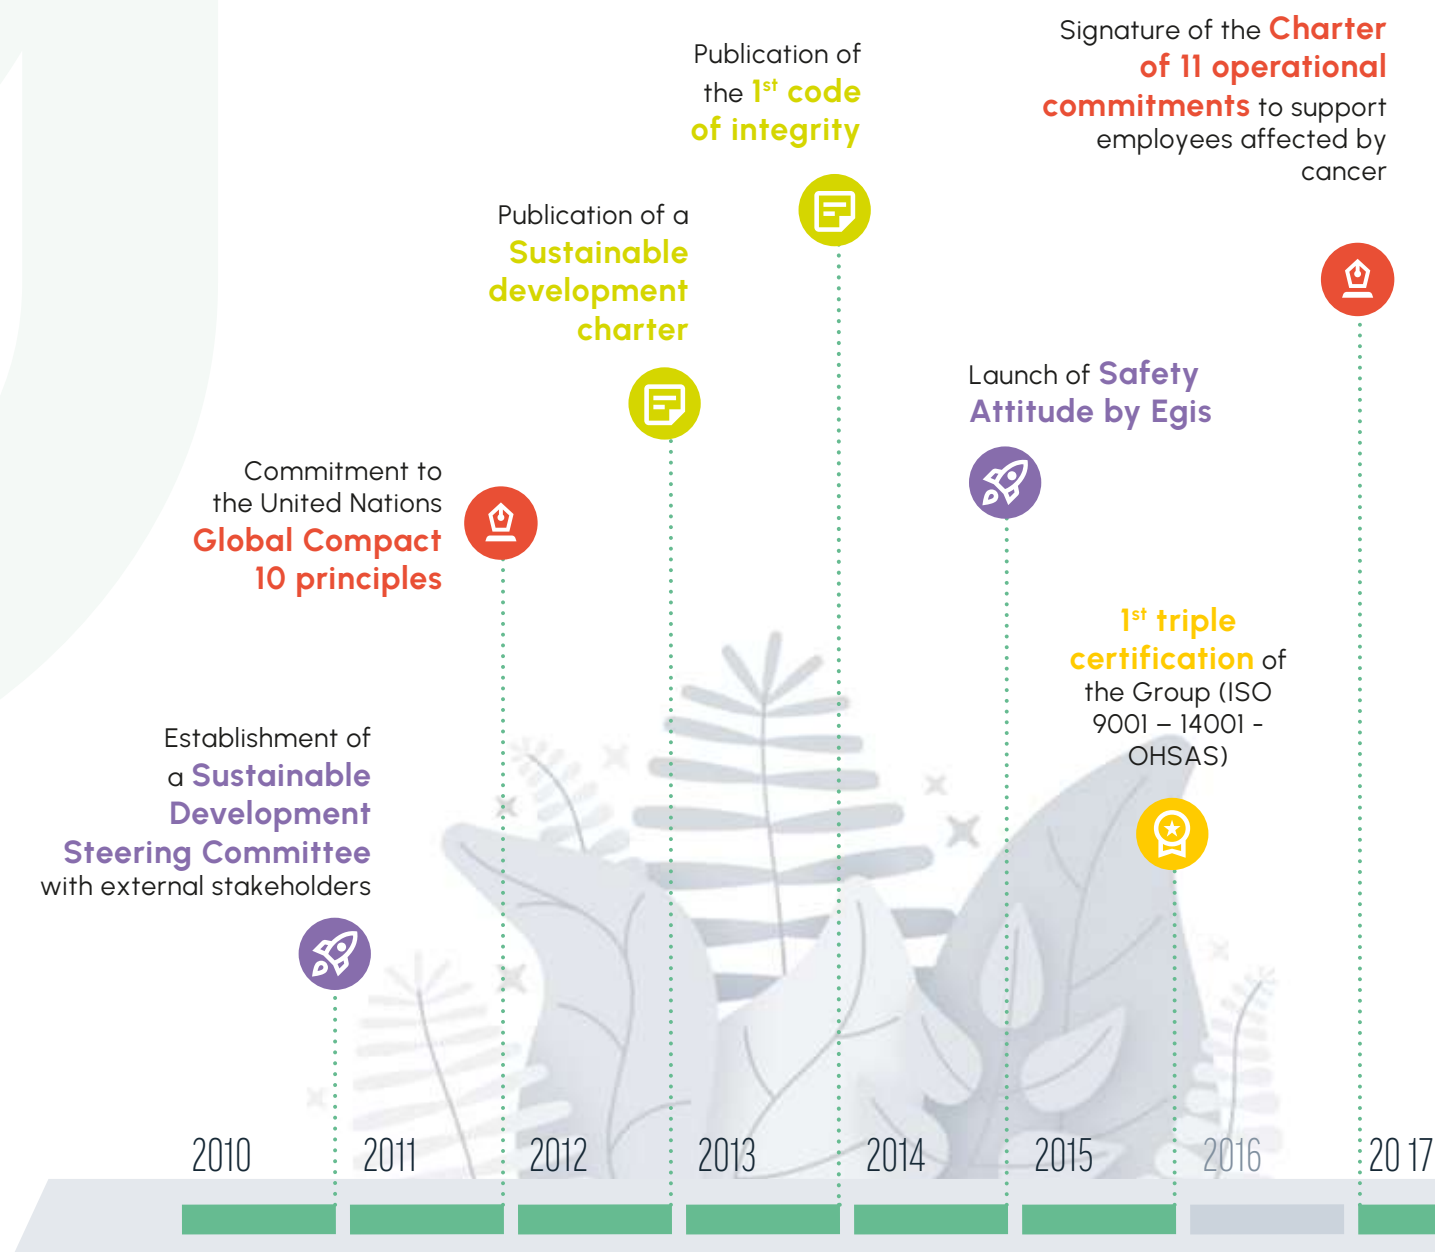 Signature of the Charter
of 11 operational
commitments to support
employees affected by
cancer
Publication of
the 1st code
of integrity
Publication of a
Sustainable
development
charter
Launch of Safety
Attitude by Egis
Commitment to
the United Nations
Global Compact
10 principles
1st triple
certification of
the Group (ISO
9001 – 14001 -
OHSAS)
Establishment of
a Sustainable
Development
Steering Committee
with external stakeholders
2010 2011 2012 2013 2014 2015 2016 20 17